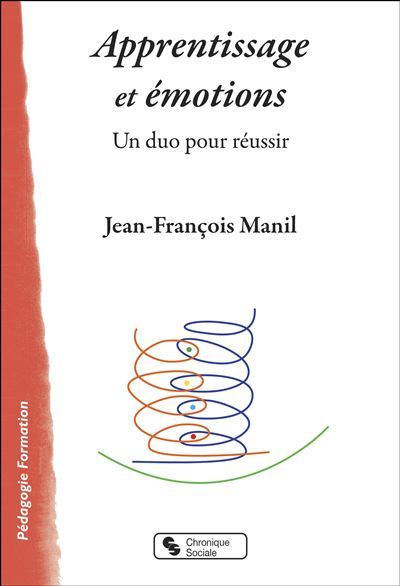 Apprentissage
et émotions
Un duo pour réussir
Jean-François Manil
Pédagogie Formation
Chronique
Sociale